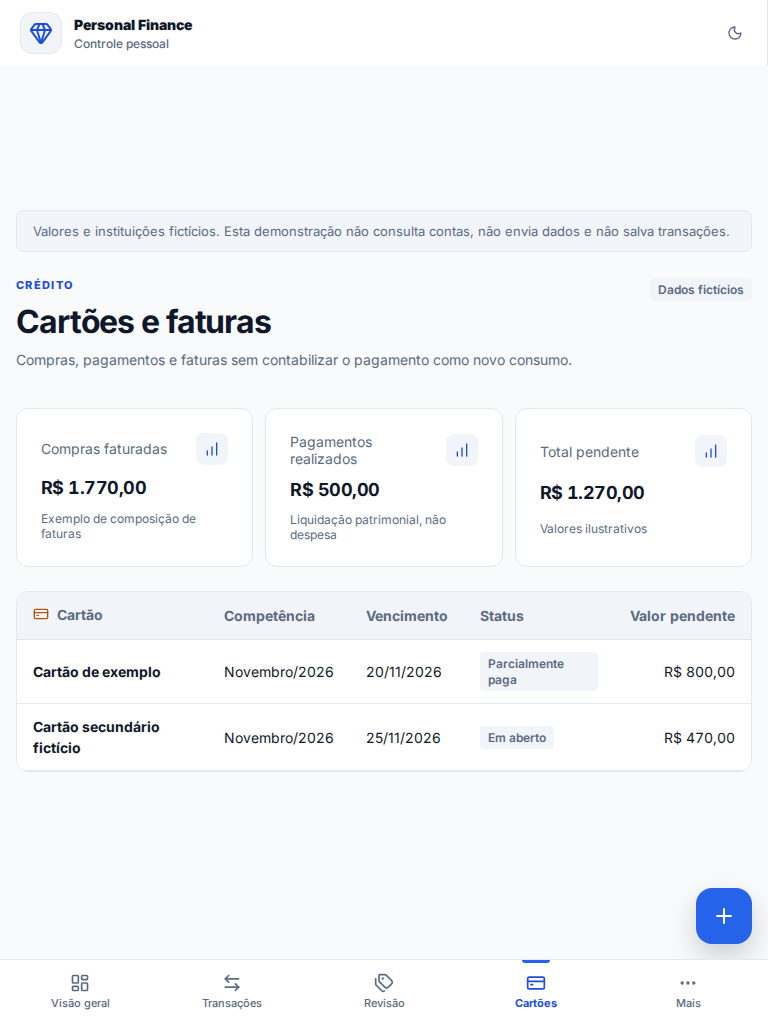 Personal Finance
Controle pessoal
Valores e instituições fictícios. Esta demonstração não consulta contas, não envia dados e não salva transações.
CRÉDITO
Dados fictícios
Cartões e faturas
Compras, pagamentos e faturas sem contabilizar o pagamento como novo consumo.
Compras faturadas
R$ 1.770,00
Exemplo de composição de
faturas
Pagamentos
realizados
R$ 500,00
Liquidação patrimonial, não
despesa
Total pendente
R$ 1.270,00
Valores ilustrativos
Cartão Competência Vencimento Status Valor pendente
Cartão de exemplo Novembro/2026 20/11/2026 Parcialmente
paga R$ 800,00
Cartão secundário
fictício Novembro/2026 25/11/2026 Em aberto R$ 470,00
Visão geral Transações Revisão Cartões Mais